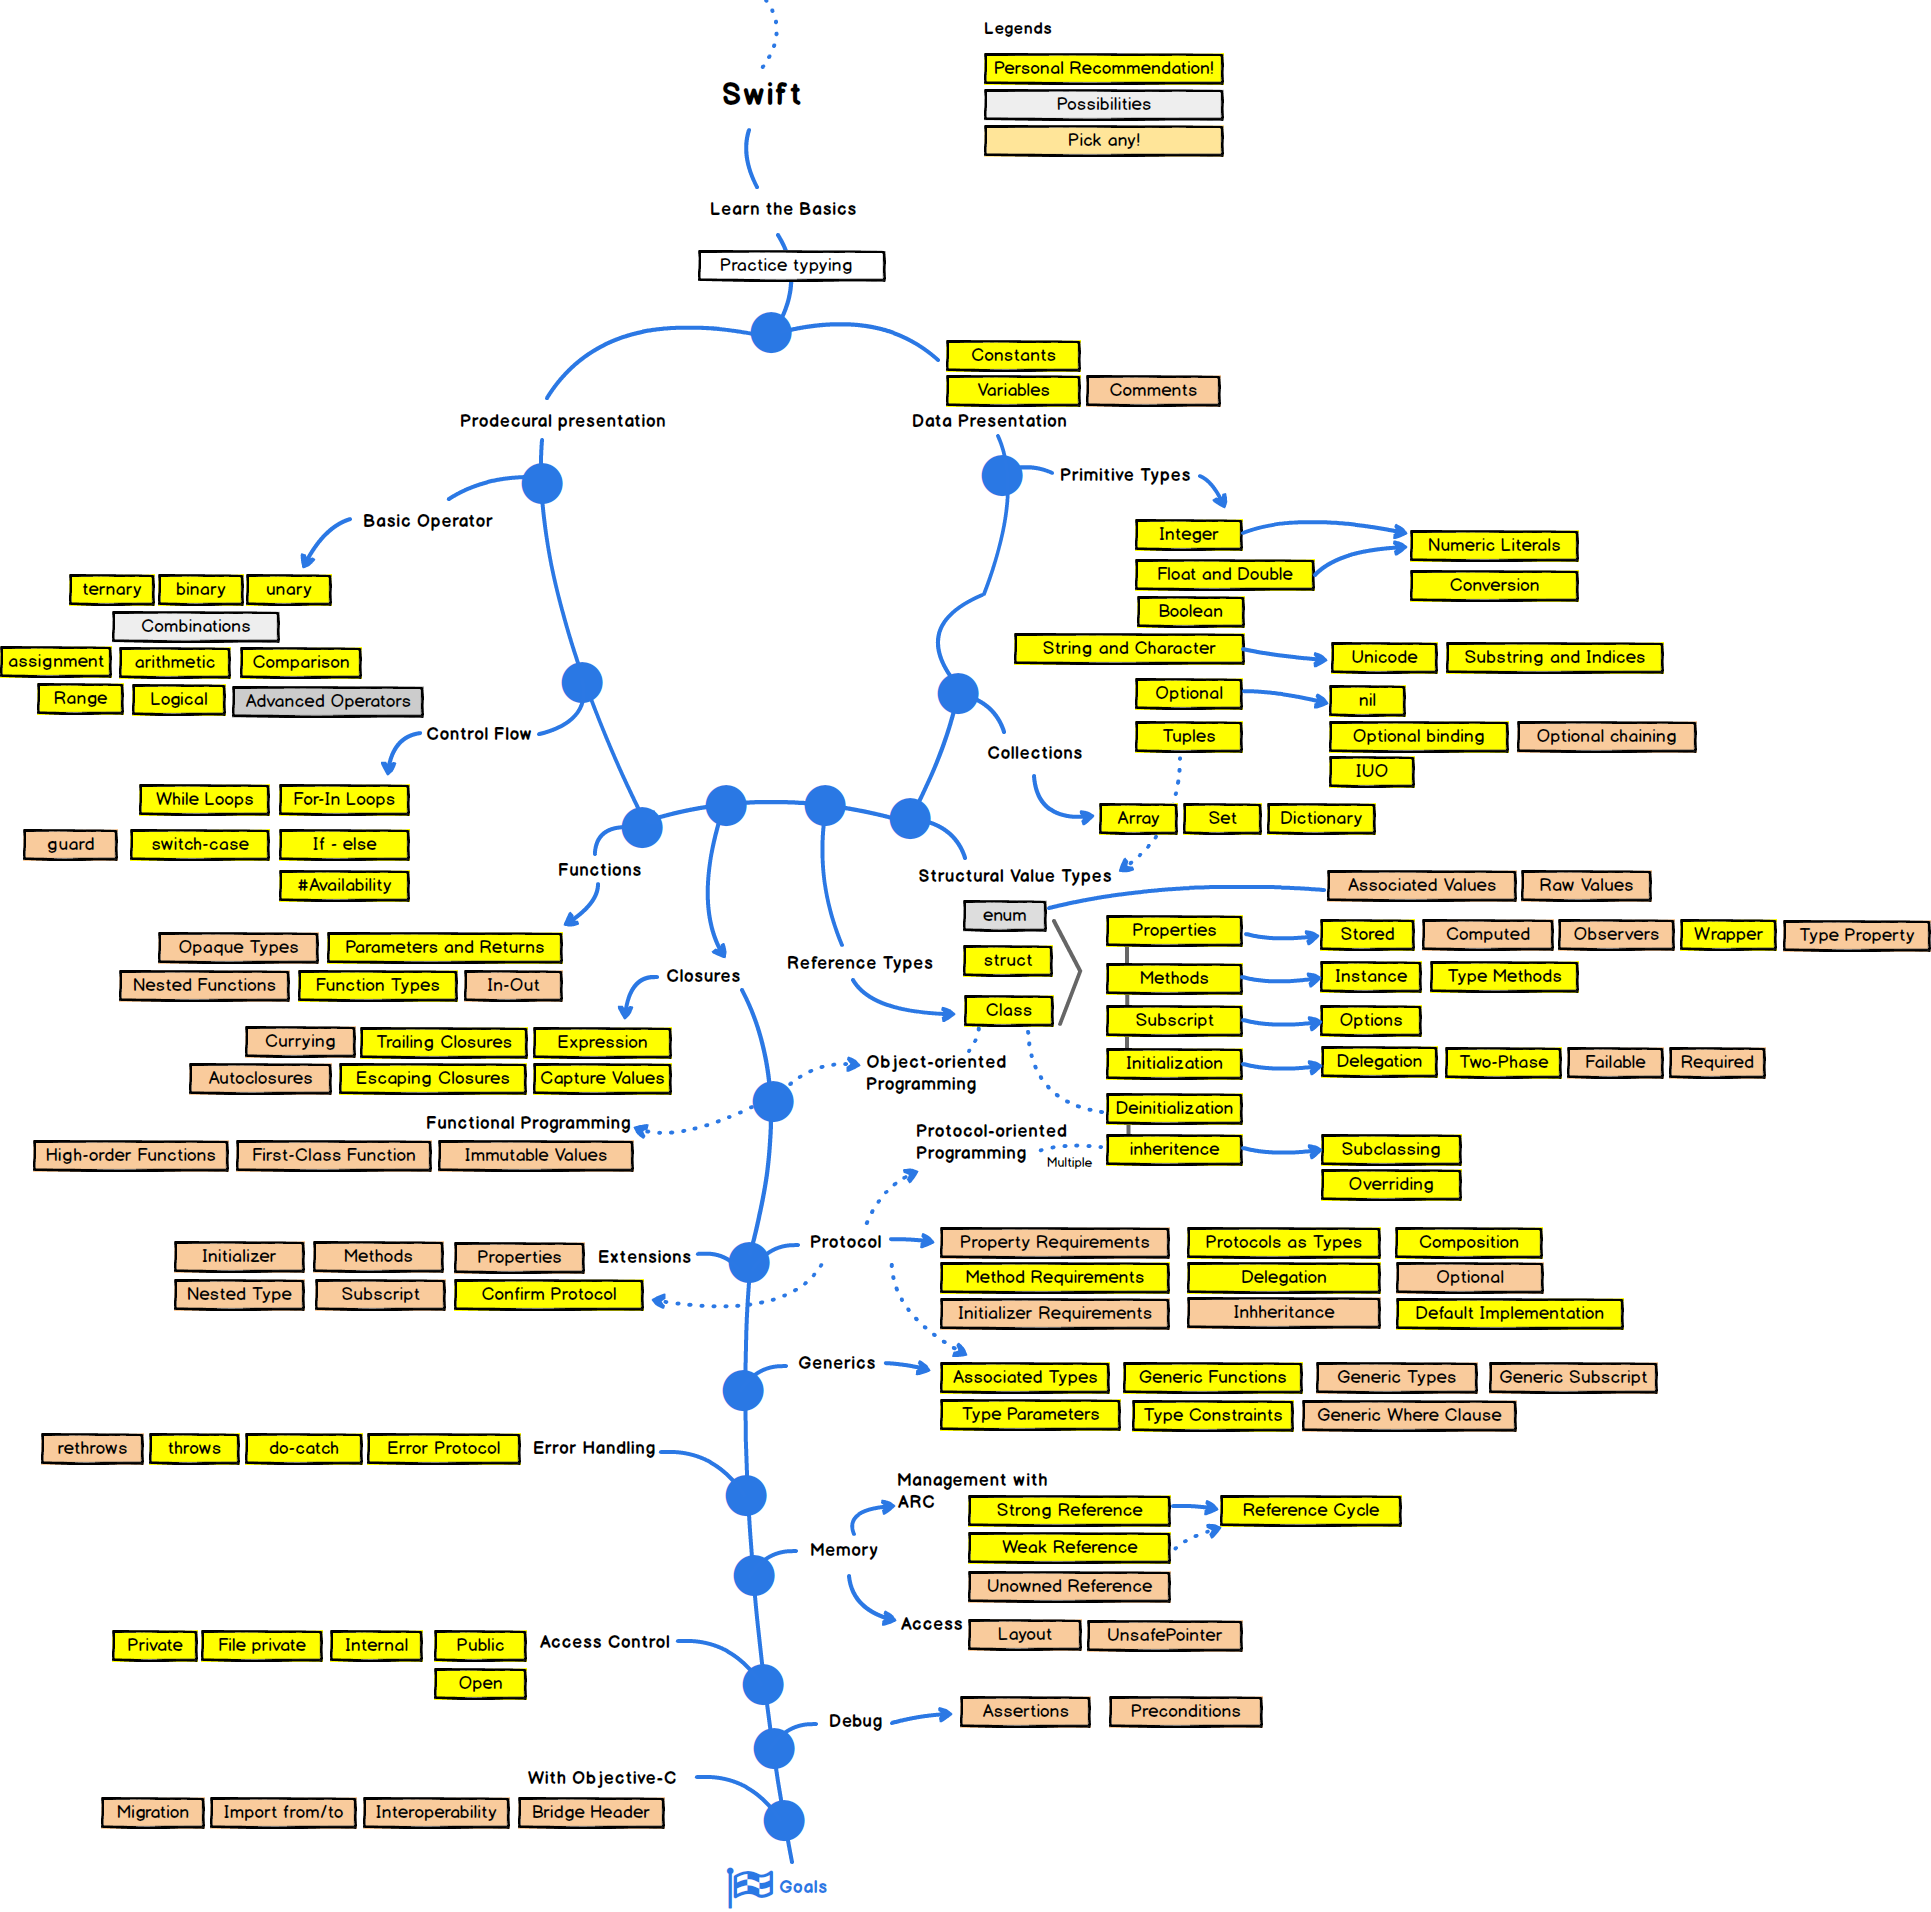 Legends
Personal Recommendation!
Possibilities
Pick any!
Swift
Learn the Basics
Practice typying
Constants
Variables
Comments
Prodecural presentation
Data Presentation
Primitive Types
Basic Operator
Integer
Numeric Literals
Float and Double
Conversion
ternary
binary
unary
Boolean
Combinations
String and Character
Unicode
Substring and Indices
assignment
arithmetic
Comparison
Range
Logical
Advanced Operators
Optional
nil
Control Flow
Tuples
Optional binding
Optional chaining
Collections
IUO
While Loops
For-In Loops
Array
Set
Dictionary
guard
switch-case
If - else
#Availability
Functions
Structural Value Types
Associated Values
Raw Values
enum
Properties
Stored
Computed
Observers
Wrapper
Type Property
Opaque Types
Parameters and Returns
struct
Reference Types
Closures
Methods
Instance
Type Methods
Nested Functions
Function Types
In-Out
Class
Subscript
Options
Currying
Trailing Closures
Expression
Object-oriented
Programming
Initialization
Delegation
Two-Phase
Failable
Required
Autoclosures
Escaping Closures
Capture Values
Deinitialization
Functional Programming
Protocol-oriented
Programming
Multiple
inheritence
Subclassing
Overriding
High-order Functions
First-Class Function
Immutable Values
Initializer
Methods
Properties
Extensions
Protocol
Property Requirements
Protocols as Types
Composition
Nested Type
Subscript
Confirm Protocol
Method Requirements
Delegation
Optional
Initializer Requirements
Inhheritance
Default Implementation
Generics
Associated Types
Generic Functions
Generic Types
Generic Subscript
Type Parameters
Type Constraints
Generic Where Clause
rethrows
throws
do-catch
Error Protocol
Error Handling
Management with
ARC
Strong Reference
Reference Cycle
Memory
Weak Reference
Unowned Reference
Access
Layout
UnsafePointer
Private
File private
Internal
Public
Access Control
Open
Debug
Assertions
Preconditions
With Objective-C
Migration
Import from/to
Interoperability
Bridge Header
Goals